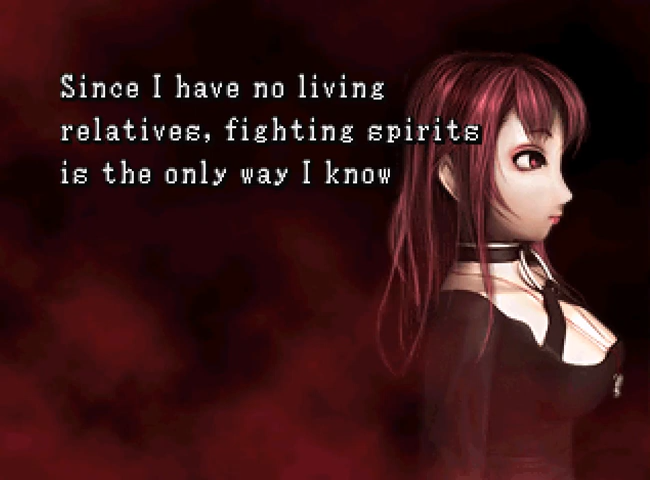 Since I have no living
relatives, fighting spirits
is the only way I know